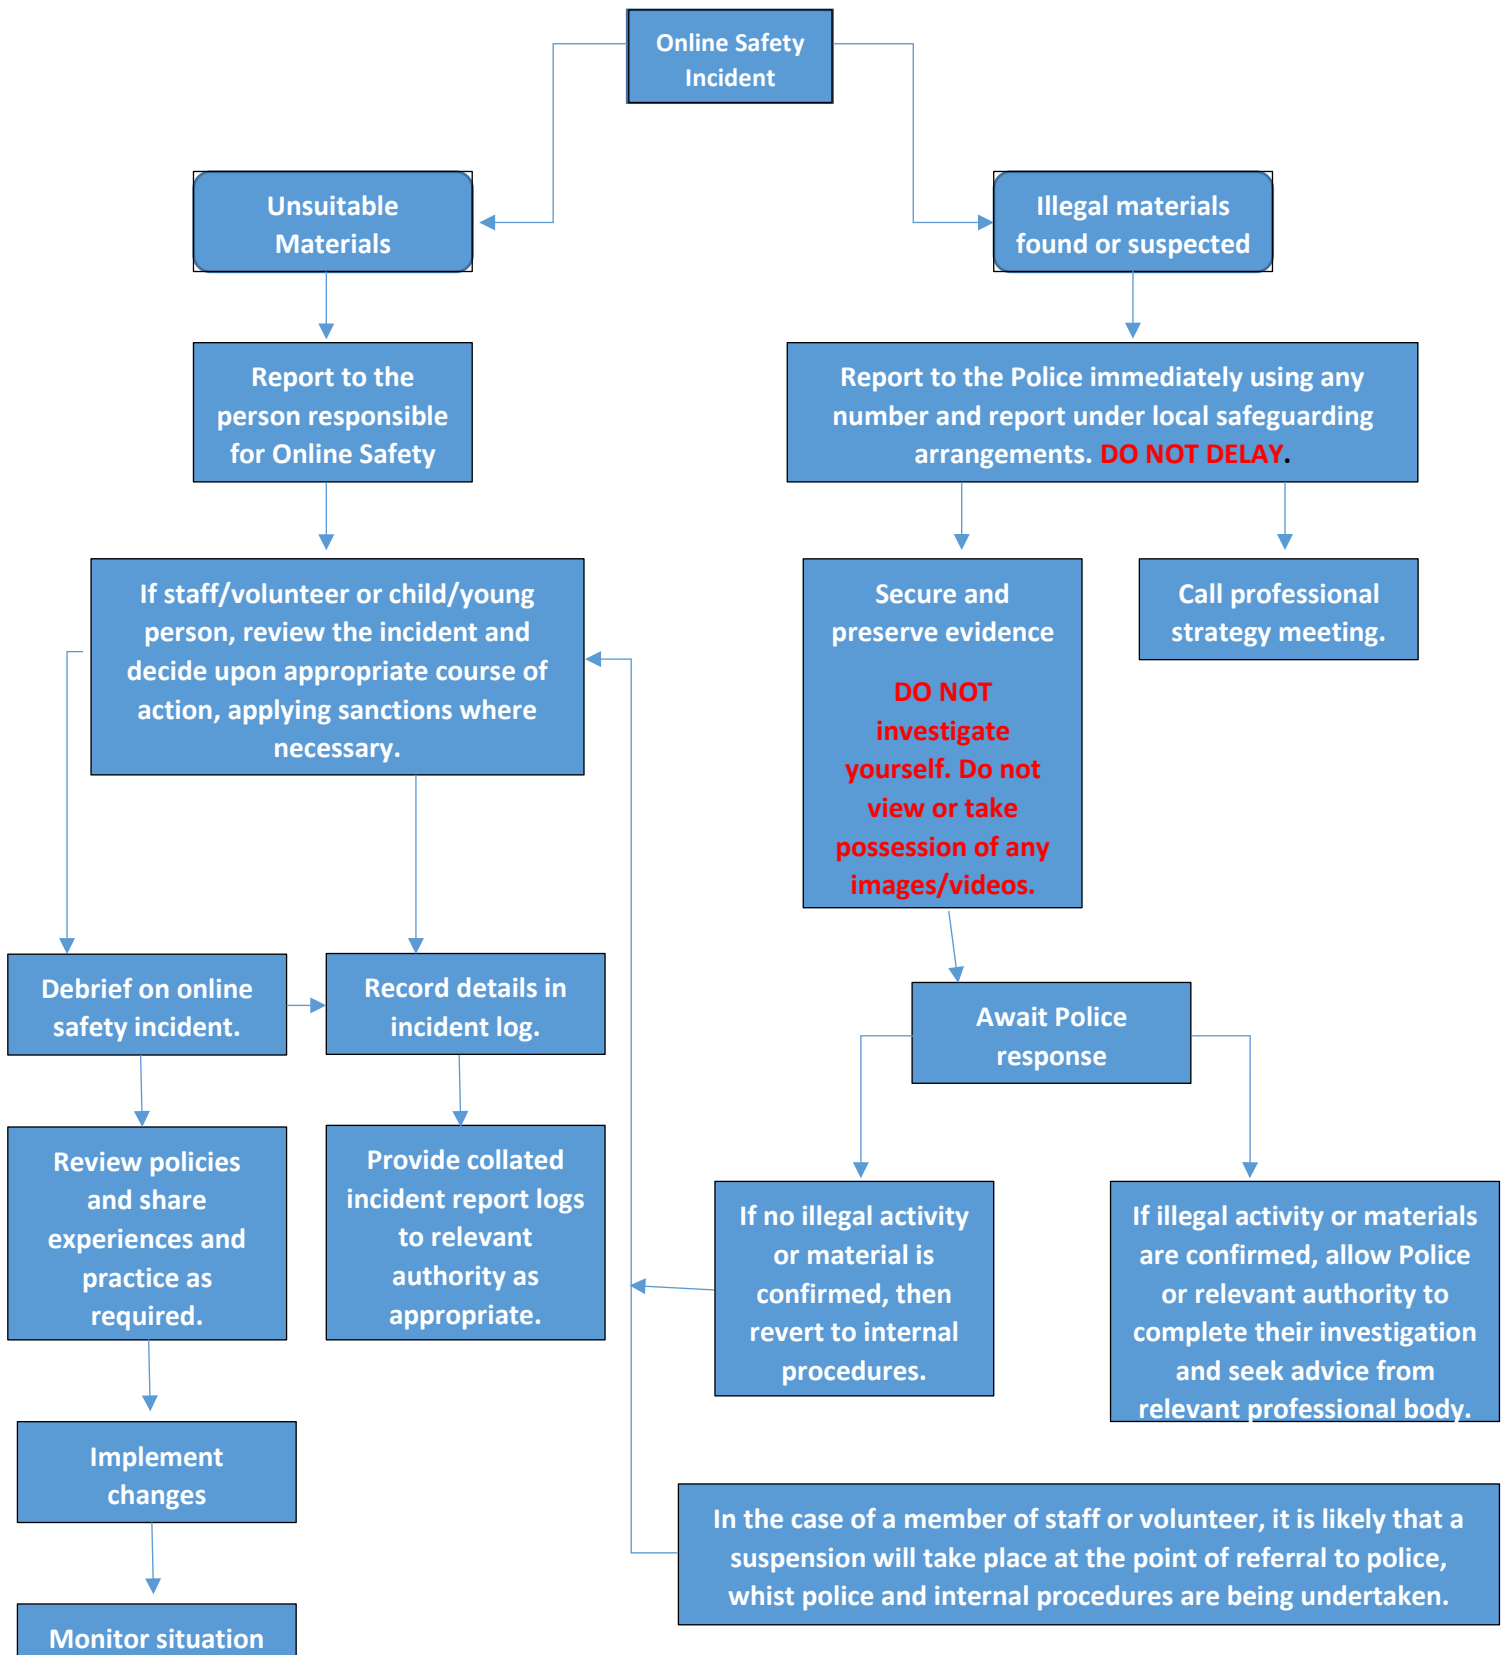 Online Safety
Incident
Unsuitable
Materials
Illegal materials
found or suspected
Report to the
person responsible
for Online Safety
Report to the Police immediately using any
number and report under local safeguarding
arrangements. DO NOT DELAY.
If staff/volunteer or child/young
person, review the incident and
decide upon appropriate course of
action, applying sanctions where
necessary.
Secure and
preserve evidence
DO NOT
investigate
yourself. Do not
view or take
possession of any
images/videos.
Call professional
strategy meeting.
Debrief on online
safety incident.
Record details in
incident log.
Await Police
response
Review policies
and share
experiences and
practice as
required.
Provide collated
incident report logs
to relevant
authority as
appropriate.
If no illegal activity
or material is
confirmed, then
revert to internal
procedures.
If illegal activity or materials
are confirmed, allow Police
or relevant authority to
complete their investigation
and seek advice from
relevant professional body.
Implement
changes
In the case of a member of staff or volunteer, it is likely that a
suspension will take place at the point of referral to police,
whist police and internal procedures are being undertaken.
Monitor situation